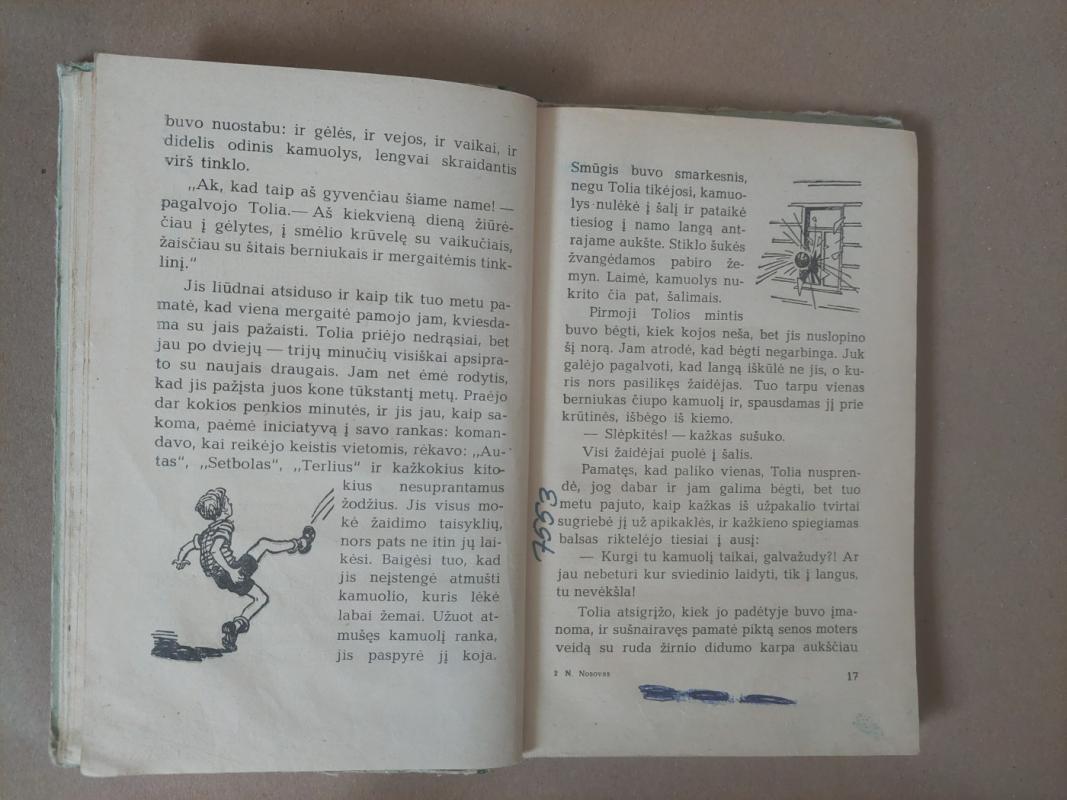 buvo nuostabu: ir gėlės, ir vejos, ir vaikai, ir
didelis odinis kamuolys, lengvai skraidantis
virš tinklo.
„Ak, kad taip aš gyvenčiau šiame name! —
pagalvojo Tolia.— Aš kiekvieną dieną žiūrė-
čiau į gėlytes, į smėlio krūvelę su vaikučiais,
žaisčiau su šitais berniukais ir mergaitėmis tink-
linį.“
Jis liūdnai atsiduso ir kaip tik tuo metu pa-
matė, kad viena mergaitė pamojo jam, kviesda-
ma su jais pažaisti. Tolia priėjo nedrąsiai, bet
jau po dviejų — trijų minučių visiškai apsipra-
to su naujais draugais. Jam net ėmė rodytis,
kad jis pažįsta juos kone tūkstantį metų. Praėjo
dar kokios penkios minutės, ir jis jau, kaip sa-
koma, paėmė iniciatyvą į savo rankas: koman-
davo, kai reikėjo keistis vietomis, rėkavo: „Au-
tas“, „Setbolas“, „Terlius“ ir kažkokius kito-
kius nesuprantamus
žodžius. Jis visus mo-
kė žaidimo taisyklių,
nors pats ne itin jų lai-
kėsi. Baigėsi tuo, kad
jis neįstengė atmušti
kamuolio, kuris lėkė
labai žemai. Užuot at-
mušęs kamuolį ranka,
jis paspyrė jį koja.
Smūgis buvo smarkesnis,
negu Tolia tikėjosi, kamuo-
lys nulėkė į šalį ir pataikė
tiesiog į namo langą ant-
rajame aukšte. Stiklo šukės
žvangėdamos pabiro že-
myn. Laimė, kamuolys nu-
krito čia pat, šalimais.
Pirmoji Tolios mintis
buvo bėgti, kiek kojos neša, bet jis nuslopino
šį norą. Jam atrodė, kad bėgti negarbinga. Juk
galėjo pagalvoti, kad langą iškūlė ne jis, o ku-
ris nors pasilikęs žaidėjas. Tuo tarpu vienas
berniukas čiupo kamuolį ir, spausdamas jį prie
krūtinės, išbėgo iš kiemo.
— Slėpkitės! — kažkas sušuko.
Visi žaidėjai puolė į šalis.
Pamatęs, kad paliko vienas, Tolia nuspren-
dė, jog dabar ir jam galima bėgti, bet tuo
metu pajuto, kaip kažkas iš užpakalio tvirtai
sugriebė jį už apikaklės, ir kažkieno spiegiamas
balsas riktelėjo tiesiai į ausį:
— Kurgi tu kamuolį taikai, galvažudy?! Ar
jau nebeturi kur sviedinio laidyti, tik į langus,
tu nevėkšla!
Tolia atsigrįžo, kiek jo padėtyje buvo įma-
noma, ir sušnairavęs pamatė piktą senos moters
veidą su ruda žirnio didumo karpa aukščiau
2 N. Nosovas
17
7553